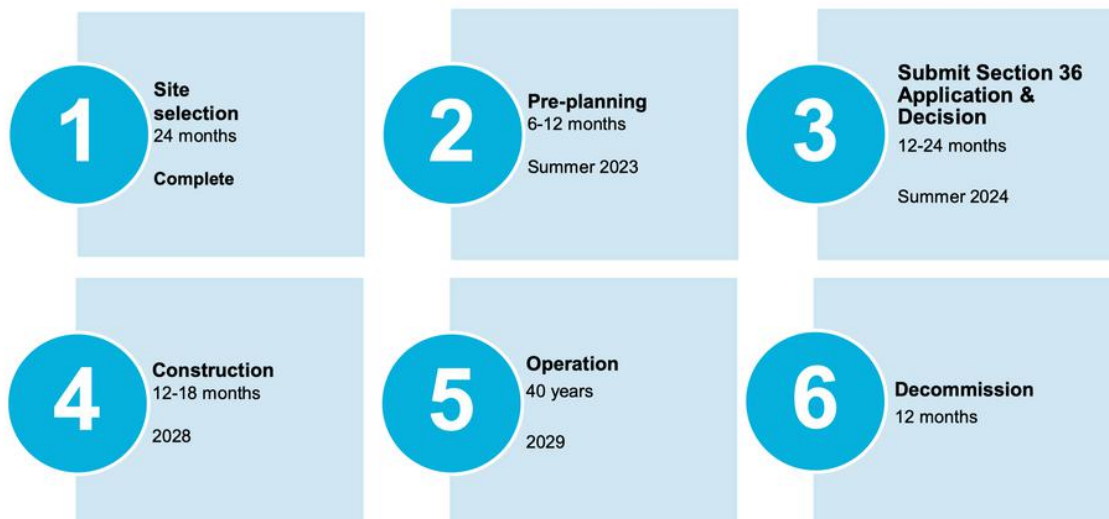 1
Site
selection
24 months
Complete
2
Pre-planning
6-12 months
Summer 2023
3
Submit Section 36
Application &
Decision
12-24 months
Summer 2024
4
Construction
12-18 months
2028
5
Operation
40 years
2029
6
Decommission
12 months